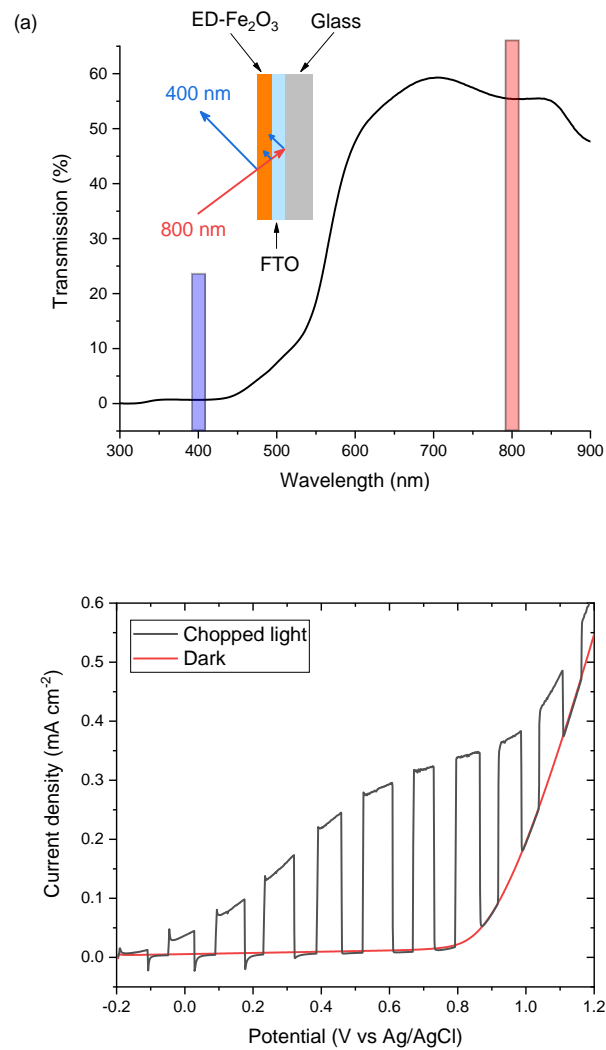 (a)
ED-Fe₂O₃
Glass
400 nm
800 nm
FTO
Transmission (%)
60
50
40
30
20
10
0
300 400 500 600 700 800 900
Wavelength (nm)
Chopped light
Dark
Current density (mA cm⁻²)
0.6
0.5
0.4
0.3
0.2
0.1
0.0
-0.2 0.0 0.2 0.4 0.6 0.8 1.0 1.2
Potential (V vs Ag/AgCl)